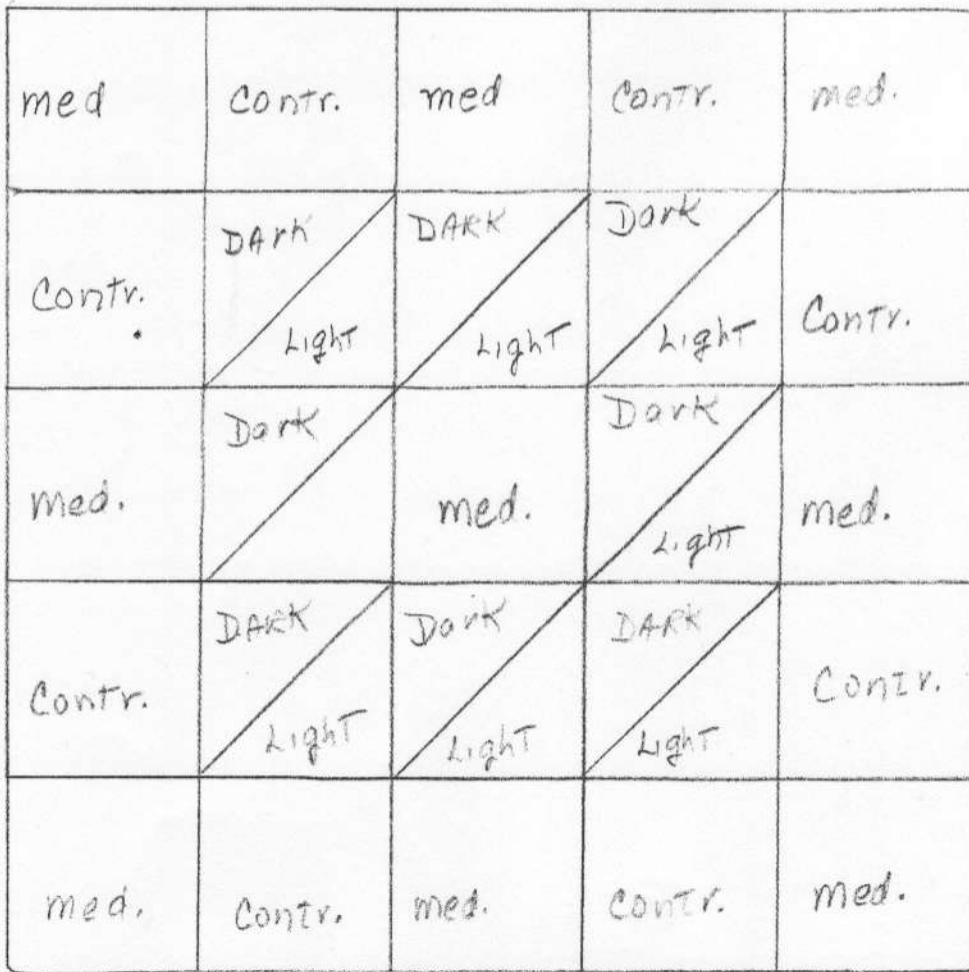 med Contr. med Contr. med.
Contr. DArk DARK Dark Contr.
Light Light Light
med. Dark med. Dark med.
Light
Contr. DARK Dark DARK Contr.
Light Light Light
med. Contr. med. Contr. med.